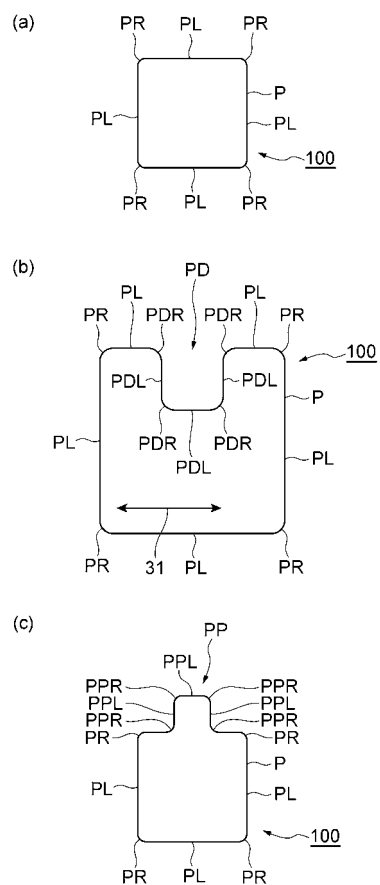 (a)
PR PL PR
P
PL PL
100
PR PL PR
(b)
PD
PL PDR PDR PL
PR PR
100
PDL PDL
P
PDR PDR
PL PDL PL
31
PR PL PR
(c)
PP
PPL
PPR PPR
PPL PPL
PPR PPR
PR PR
P
PL PL
100
PR PL PR